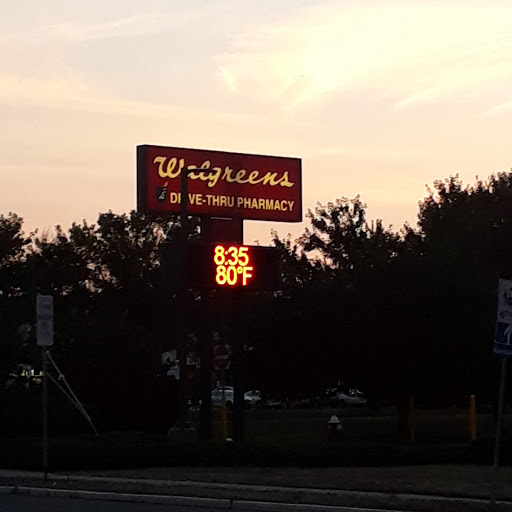 Walgreens
DRIVE-THRU PHARMACY
8:35
80°F